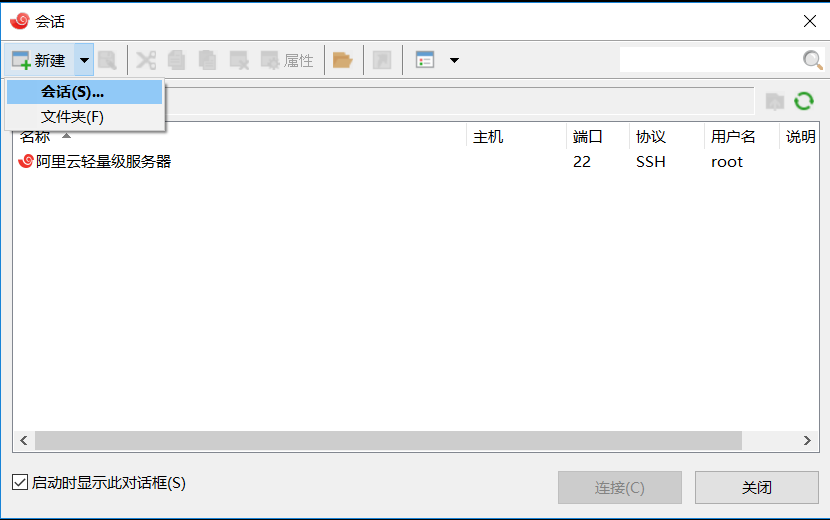 会话
新建
属性
会话(S)...
文件夹(F)
名称 主机 端口 协议 用户名 说明
阿里云轻量级服务器 22 SSH root
启动时显示此对话框(S)
连接(C) 关闭